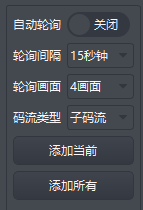 自动轮询 关闭
轮询间隔 15秒钟
轮询画面 4画面
码流类型 子码流
添加当前
添加所有